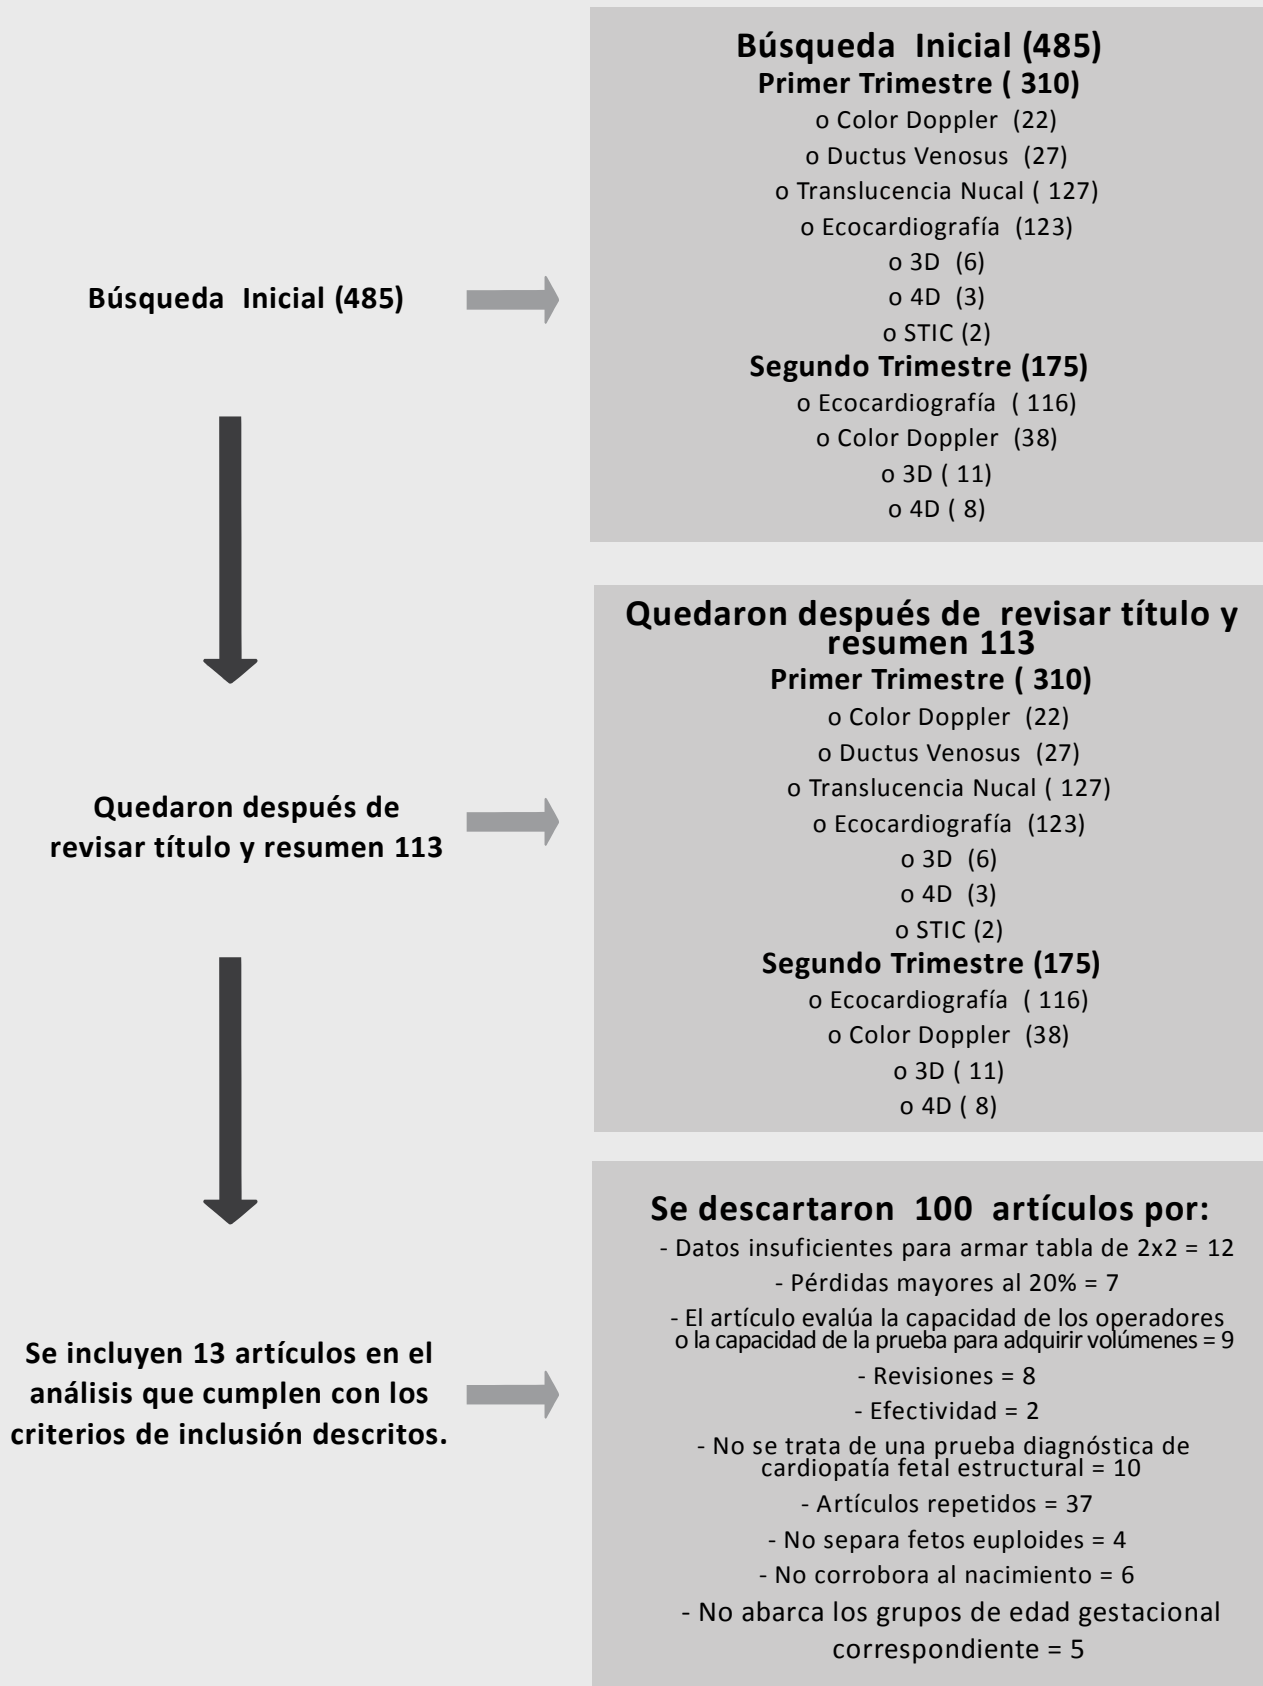 Búsqueda Inicial (485)
Búsqueda Inicial (485)
Primer Trimestre ( 310)
o Color Doppler (22)
o Ductus Venosus (27)
o Translucencia Nucal ( 127)
o Ecocardiografía (123)
o 3D (6)
o 4D (3)
o STIC (2)
Segundo Trimestre (175)
o Ecocardiografía ( 116)
o Color Doppler (38)
o 3D ( 11)
o 4D ( 8)
Quedaron después de
revisar título y resumen 113
Quedaron después de revisar título y
resumen 113
Primer Trimestre ( 310)
o Color Doppler (22)
o Ductus Venosus (27)
o Translucencia Nucal ( 127)
o Ecocardiografía (123)
o 3D (6)
o 4D (3)
o STIC (2)
Segundo Trimestre (175)
o Ecocardiografía ( 116)
o Color Doppler (38)
o 3D ( 11)
o 4D ( 8)
Se incluyen 13 artículos en el
análisis que cumplen con los
criterios de inclusión descritos.
Se descartaron 100 artículos por:
- Datos insuficientes para armar tabla de 2x2 = 12
- Pérdidas mayores al 20% = 7
- El artículo evalúa la capacidad de los operadores
o la capacidad de la prueba para adquirir volúmenes = 9
- Revisiones = 8
- Efectividad = 2
- No se trata de una prueba diagnóstica de
cardiopatía fetal estructural = 10
- Artículos repetidos = 37
- No separa fetos euploides = 4
- No corrobora al nacimiento = 6
- No abarca los grupos de edad gestacional
correspondiente = 5